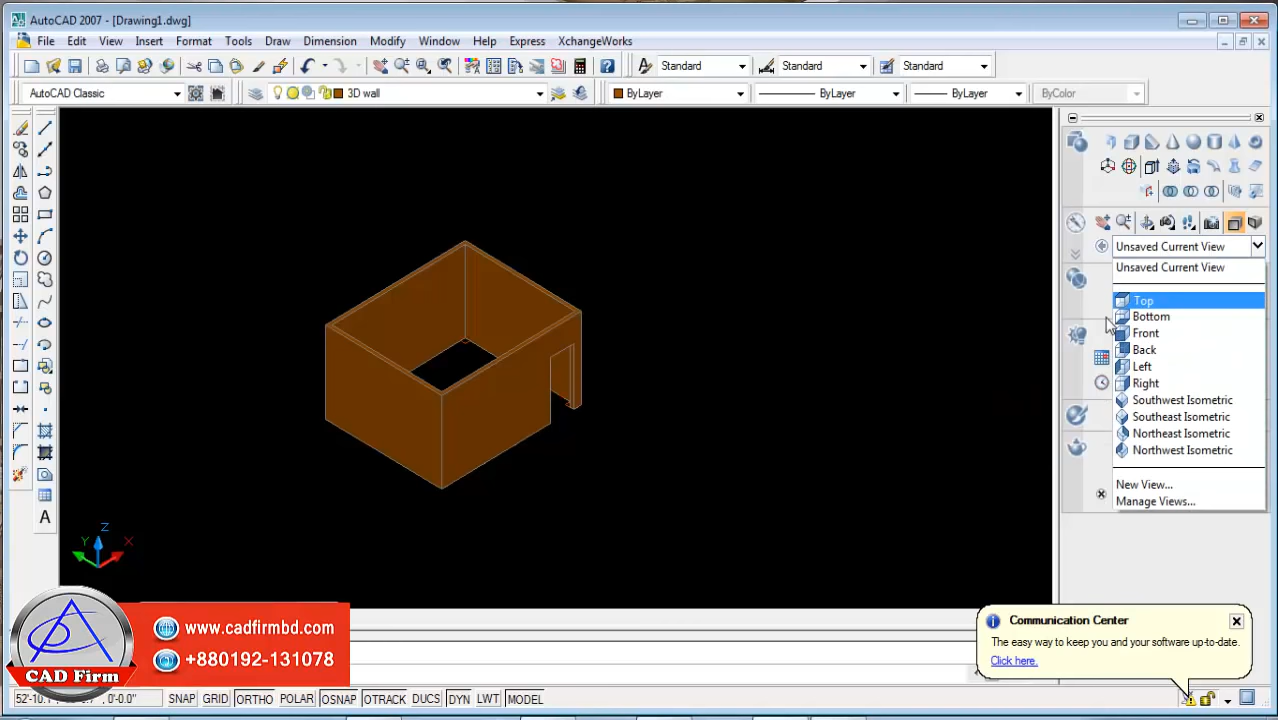 AutoCAD 2007 - [Drawing1.dwg]
File Edit View Insert Format Tools Draw Dimension Modify Window Help Express XchangeWorks
Standard Standard Standard
AutoCAD Classic 3D wall ByLayer ByLayer ByLayer ByColor
Unsaved Current View
Unsaved Current View
Top
Bottom
Front
Back
Left
Right
Southwest Isometric
Southeast Isometric
Northeast Isometric
Northwest Isometric
New View...
Manage Views...
Z
Y X
Communication Center
The easy way to keep you and your software up-to-date.
Click here.
www.cadfirmbd.com
+880192-131078
CAD Firm
SNAP GRID ORTHO POLAR OSNAP OTRACK DUCS DYN LWT MODEL